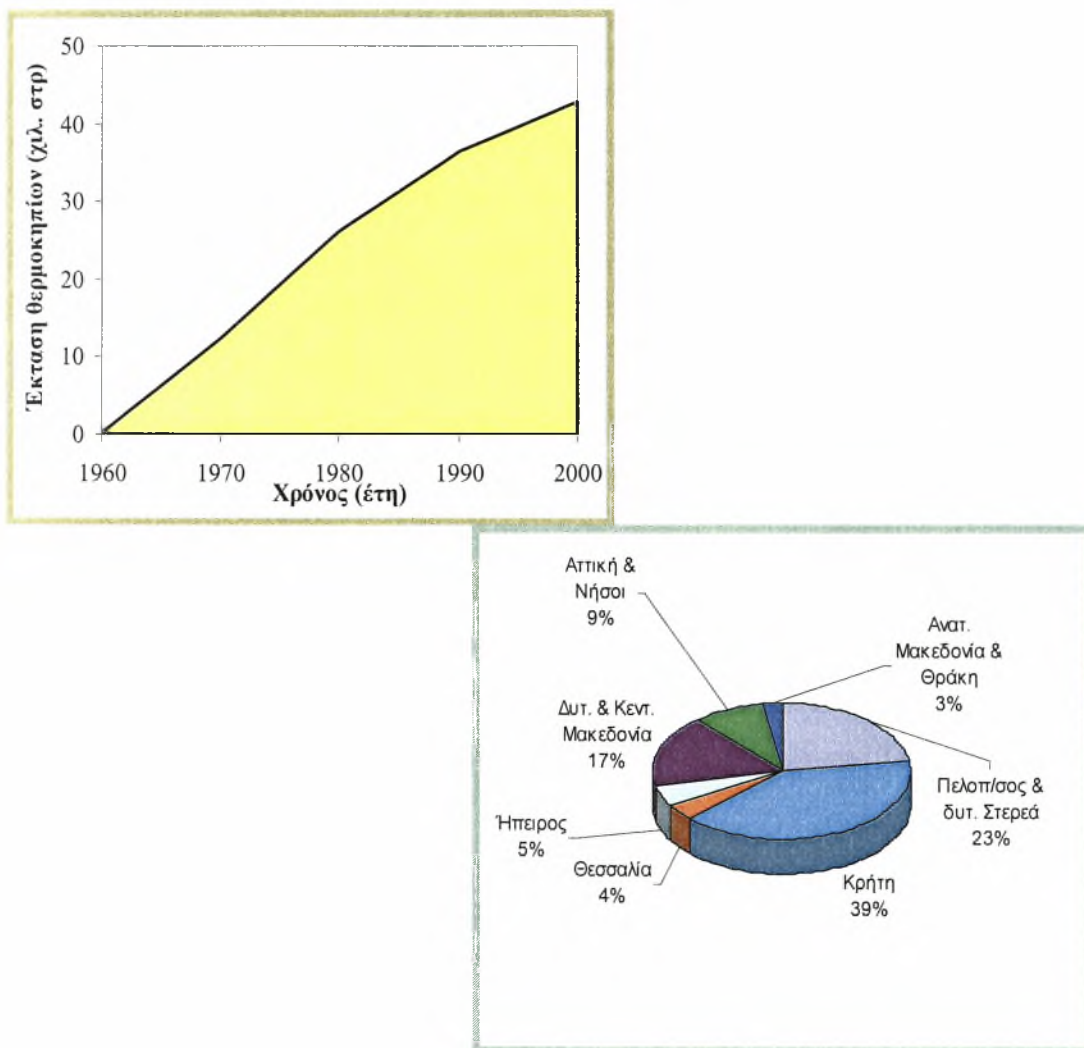 Έκταση θερμοκηπίων (χιλ. στρ)
50
40
30
20
10
0
1960 1970 1980 1990 2000
Χρόνος (έτη)
Αττική &
Νήσοι
9%
Ανατ.
Μακεδονία &
Θράκη
3%
Δυτ. & Κεντ.
Μακεδονία
17%
Πελοπ/σος &
δυτ. Στερεά
23%
Ήπειρος
5%
Θεσσαλία
4%
Κρήτη
39%